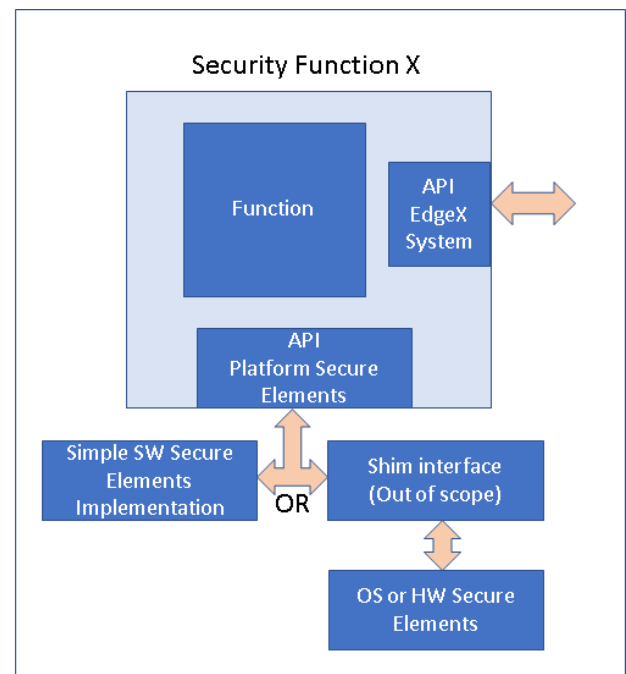 Security Function X
Function
API
EdgeX
System
API
Platform Secure
Elements
Simple SW Secure
Elements
Implementation
OR
Shim interface
(Out of scope)
OS or HW Secure
Elements